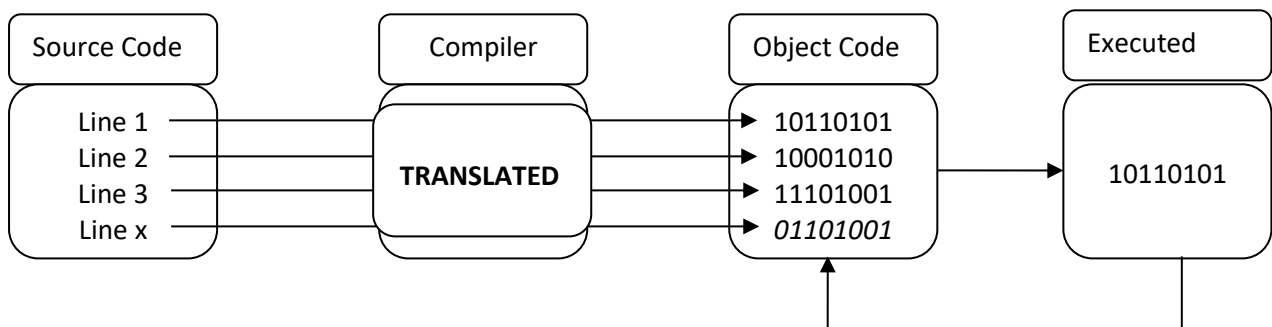 Source Code
Compiler
Object Code
Executed
Line 1
Line 2
Line 3
Line x
TRANSLATED
10110101
10001010
11101001
01101001
10110101